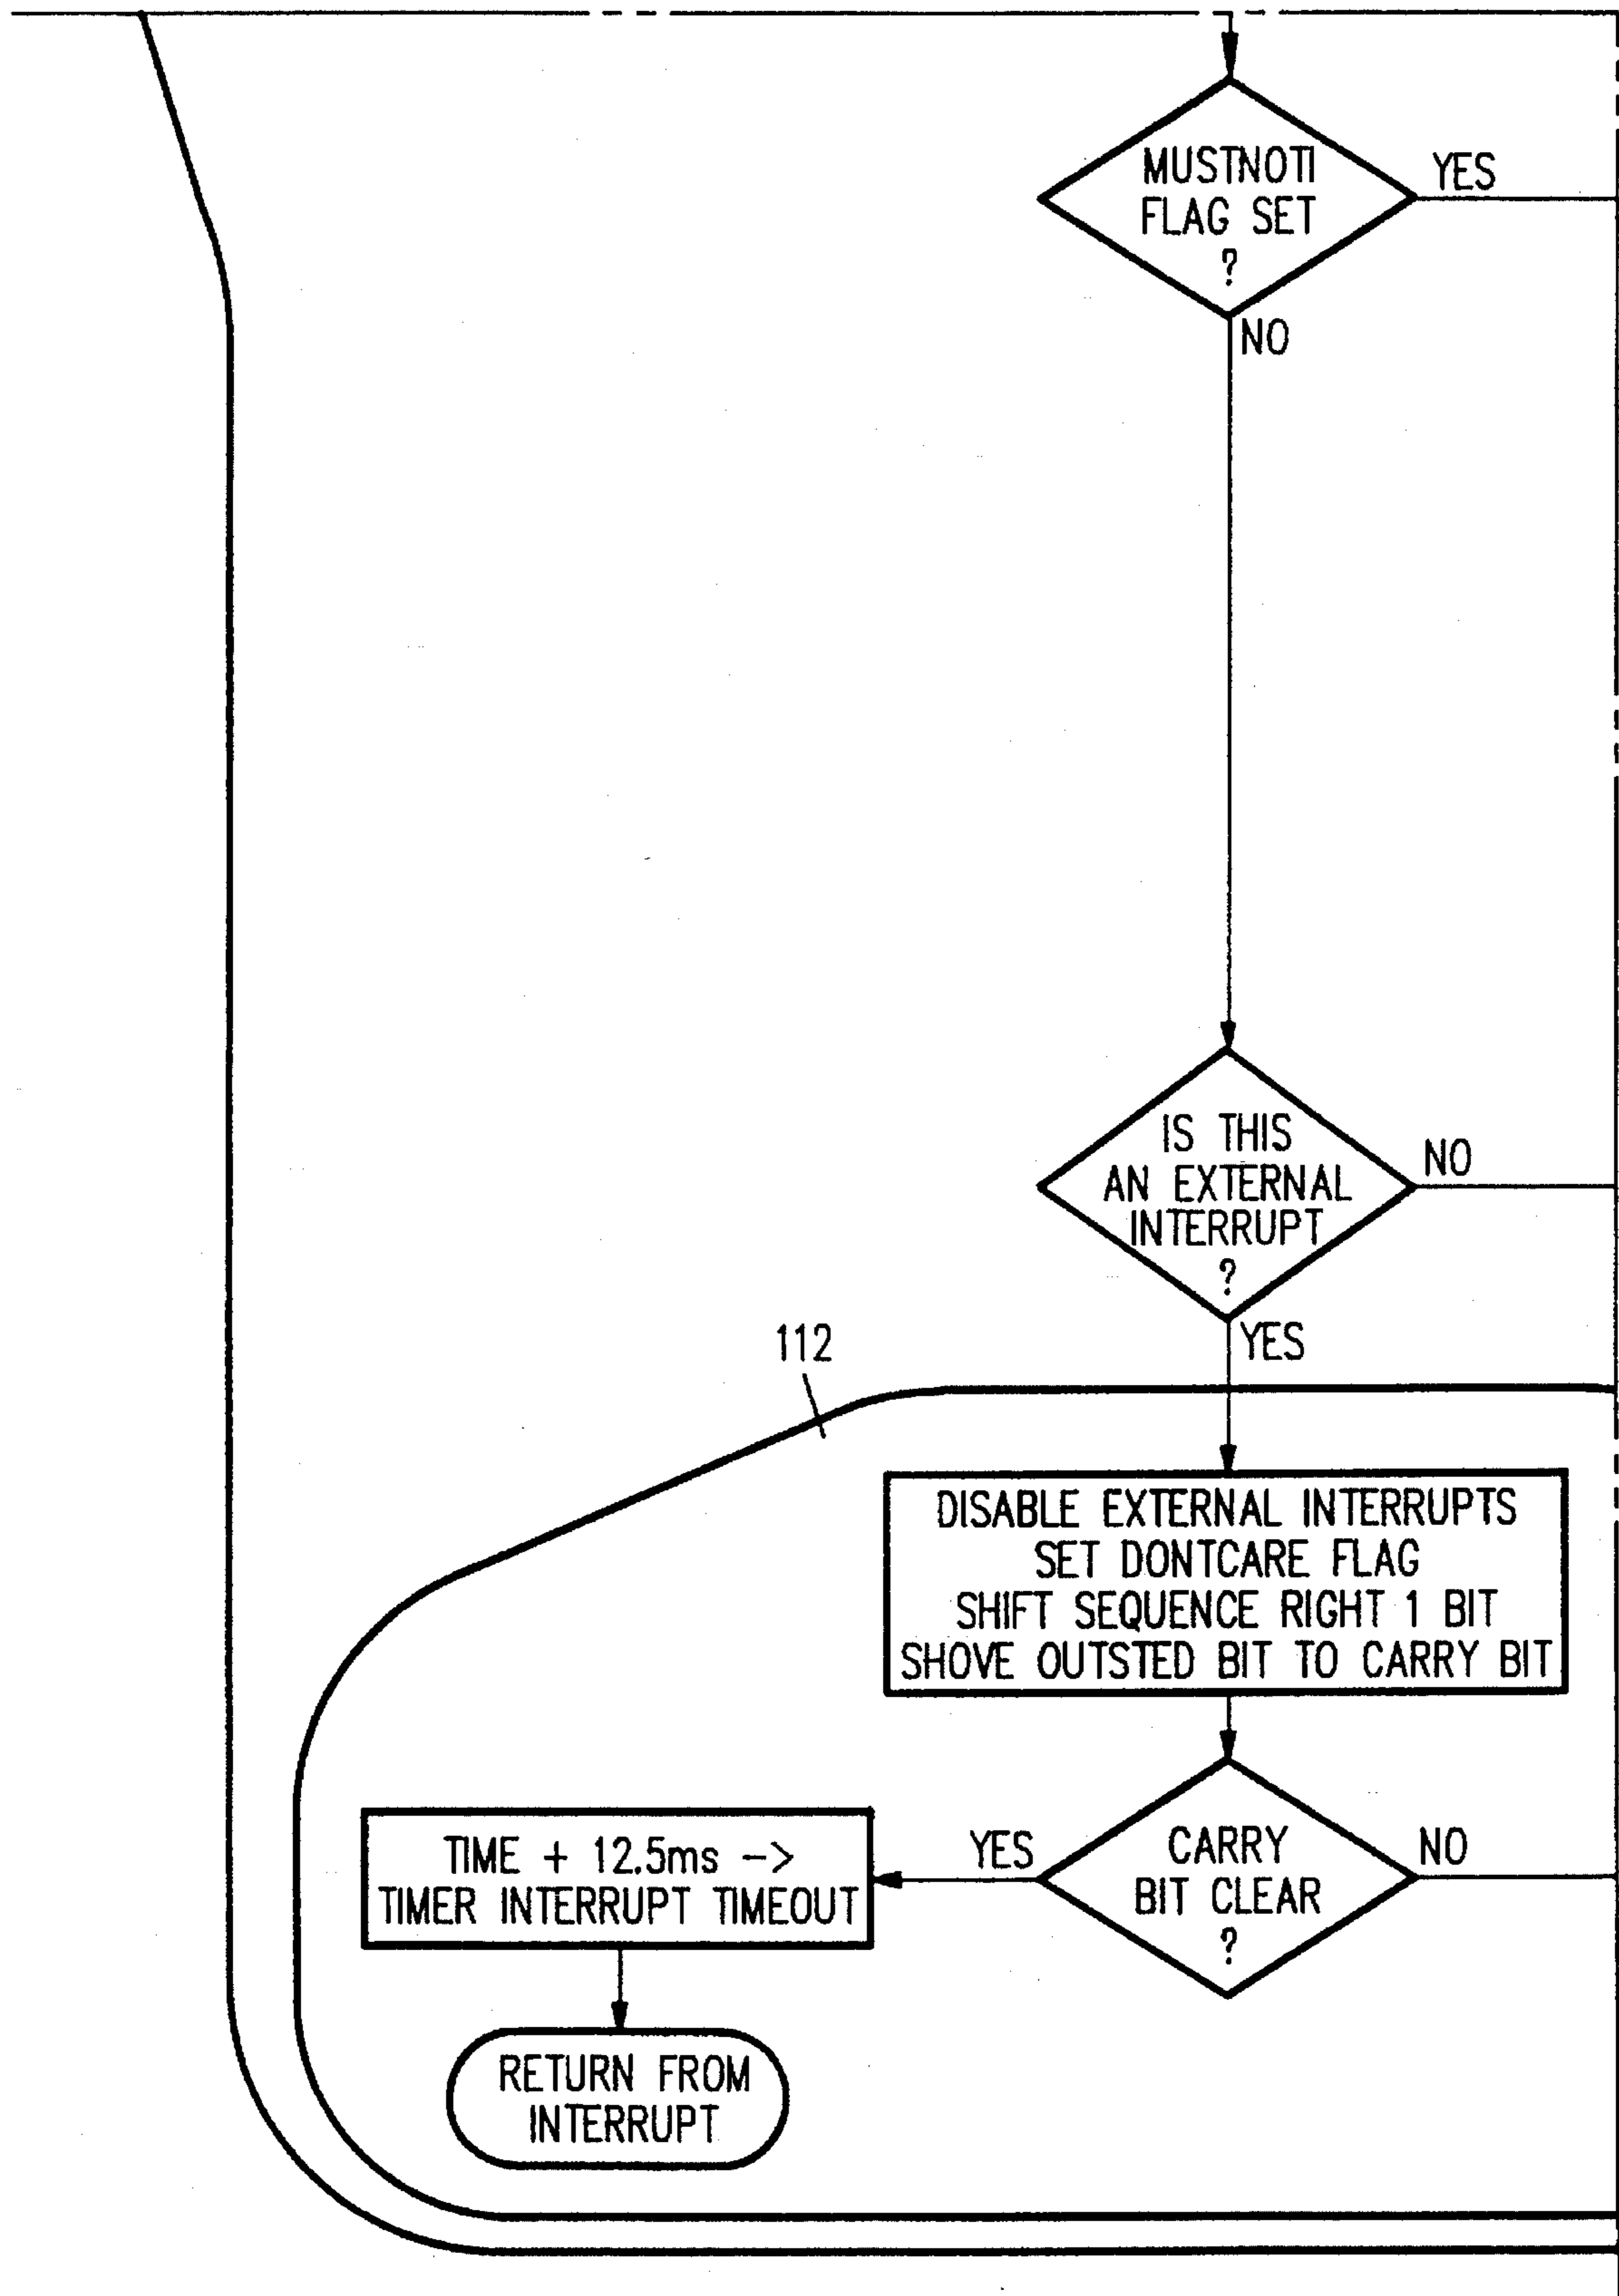 MUSTNOTI
FLAG SET
?
YES
NO
IS THIS
AN EXTERNAL
INTERRUPT
?
NO
YES
112
DISABLE EXTERNAL INTERRUPTS
SET DONTCARE FLAG
SHIFT SEQUENCE RIGHT 1 BIT
SHOVE OUTSTED BIT TO CARRY BIT
CARRY
BIT CLEAR
?
YES
NO
TIME + 12.5ms ->
TIMER INTERRUPT TIMEOUT
RETURN FROM
INTERRUPT